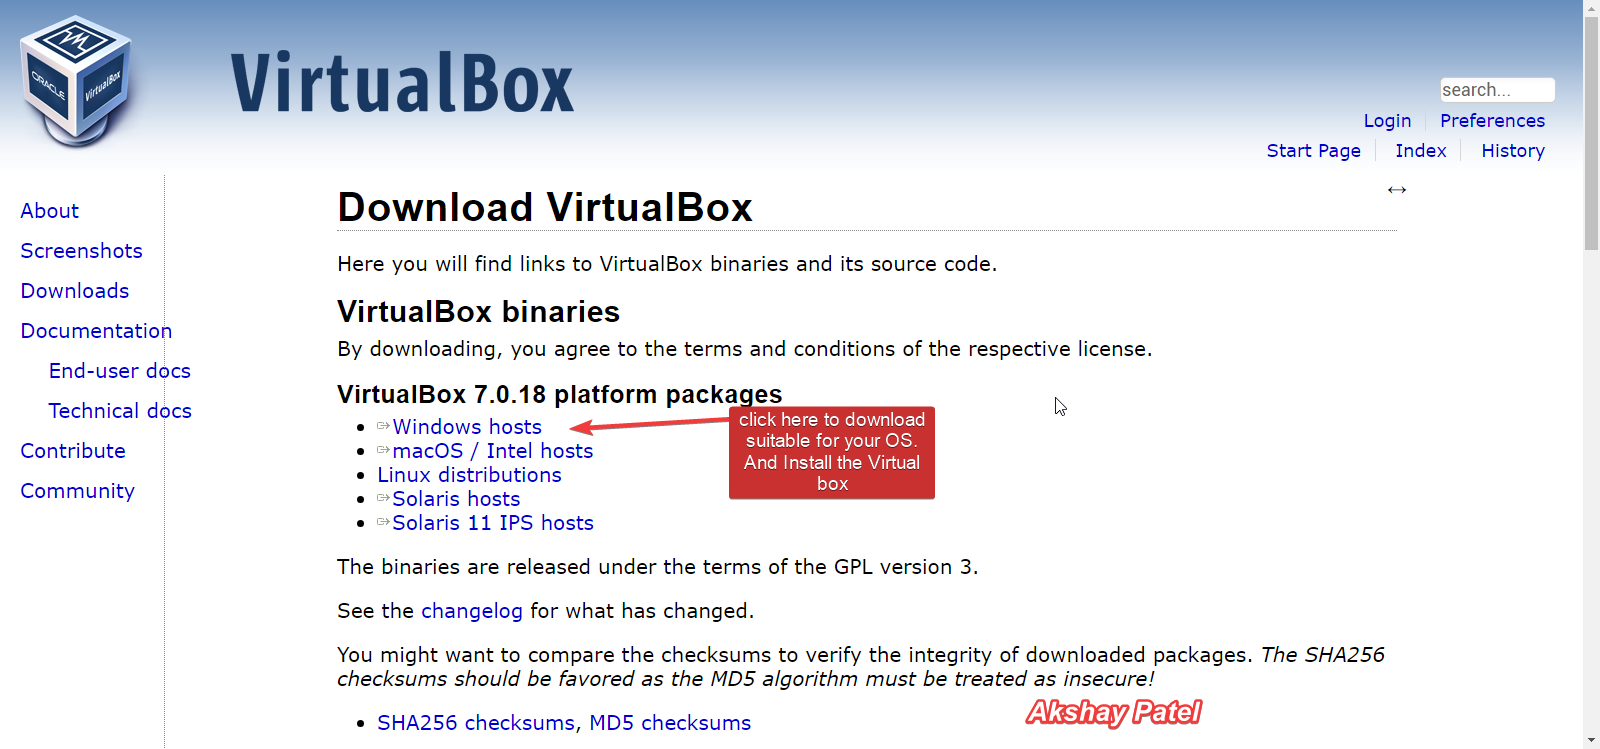 ORACLE
VirtualBox
VirtualBox
search...
Login Preferences
Start Page Index History
About
Screenshots
Downloads
Documentation
End-user docs
Technical docs
Contribute
Community
Download VirtualBox
Here you will find links to VirtualBox binaries and its source code.
VirtualBox binaries
By downloading, you agree to the terms and conditions of the respective license.
VirtualBox 7.0.18 platform packages
Windows hosts
macOS / Intel hosts
Linux distributions
Solaris hosts
Solaris 11 IPS hosts
click here to download
suitable for your OS.
And Install the Virtual
box
The binaries are released under the terms of the GPL version 3.
See the changelog for what has changed.
You might want to compare the checksums to verify the integrity of downloaded packages. The SHA256
checksums should be favored as the MD5 algorithm must be treated as insecure!
SHA256 checksums, MD5 checksums
Akshay Patel